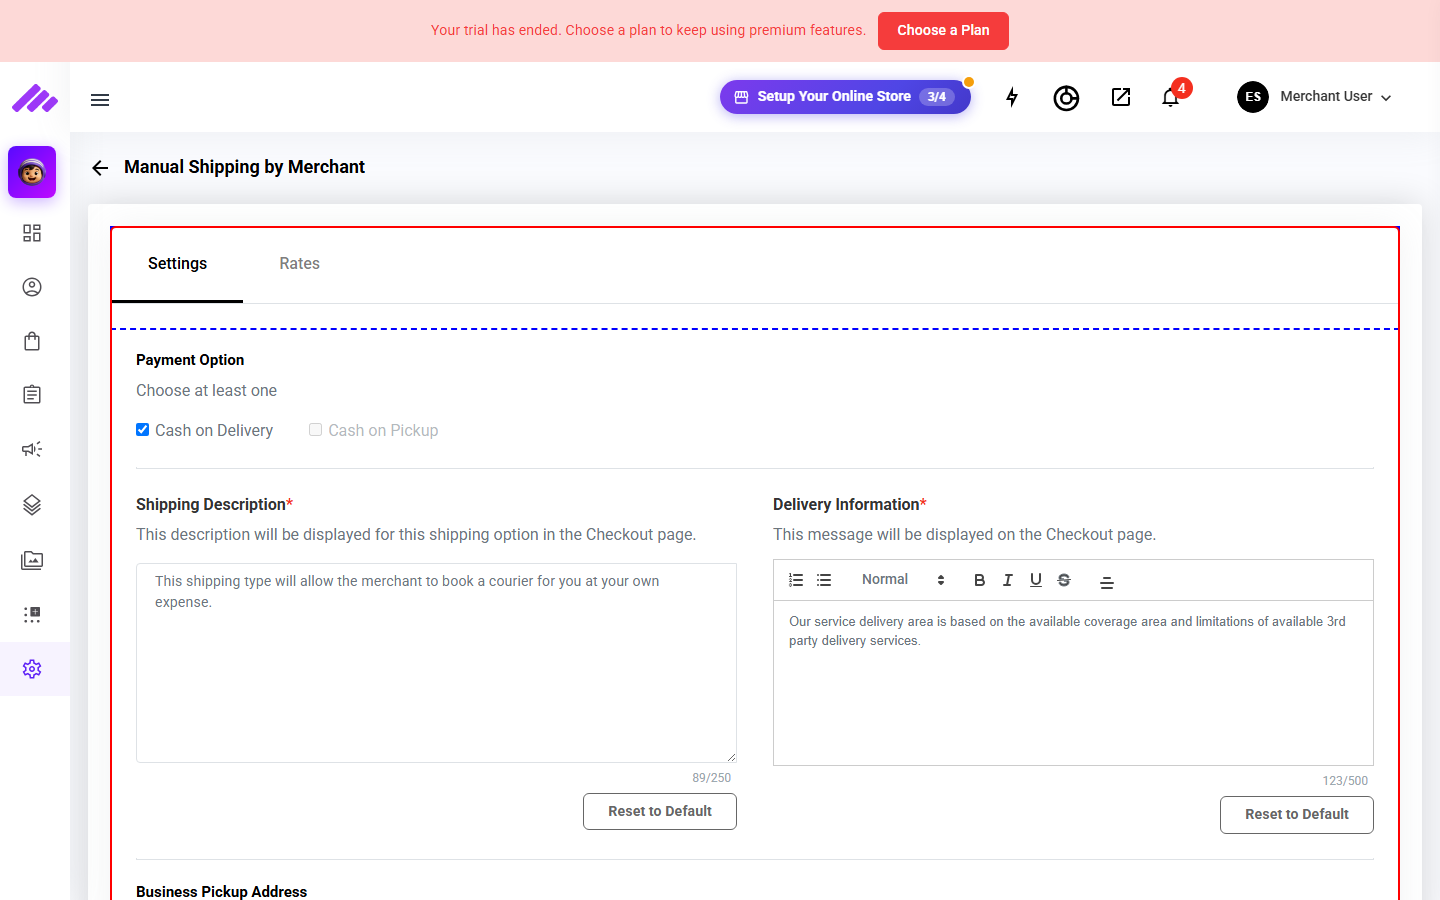 Your trial has ended. Choose a plan to keep using premium features.
Choose a Plan
Setup Your Online Store 3/4
4
ES
Merchant User
Manual Shipping by Merchant
Settings
Rates
Payment Option
Choose at least one
Cash on Delivery
Cash on Pickup
Shipping Description*
This description will be displayed for this shipping option in the Checkout page.
This shipping type will allow the merchant to book a courier for you at your own
expense.
89/250
Reset to Default
Delivery Information*
This message will be displayed on the Checkout page.
Normal
B I U S
Our service delivery area is based on the available coverage area and limitations of available 3rd
party delivery services.
123/500
Reset to Default
Business Pickup Address